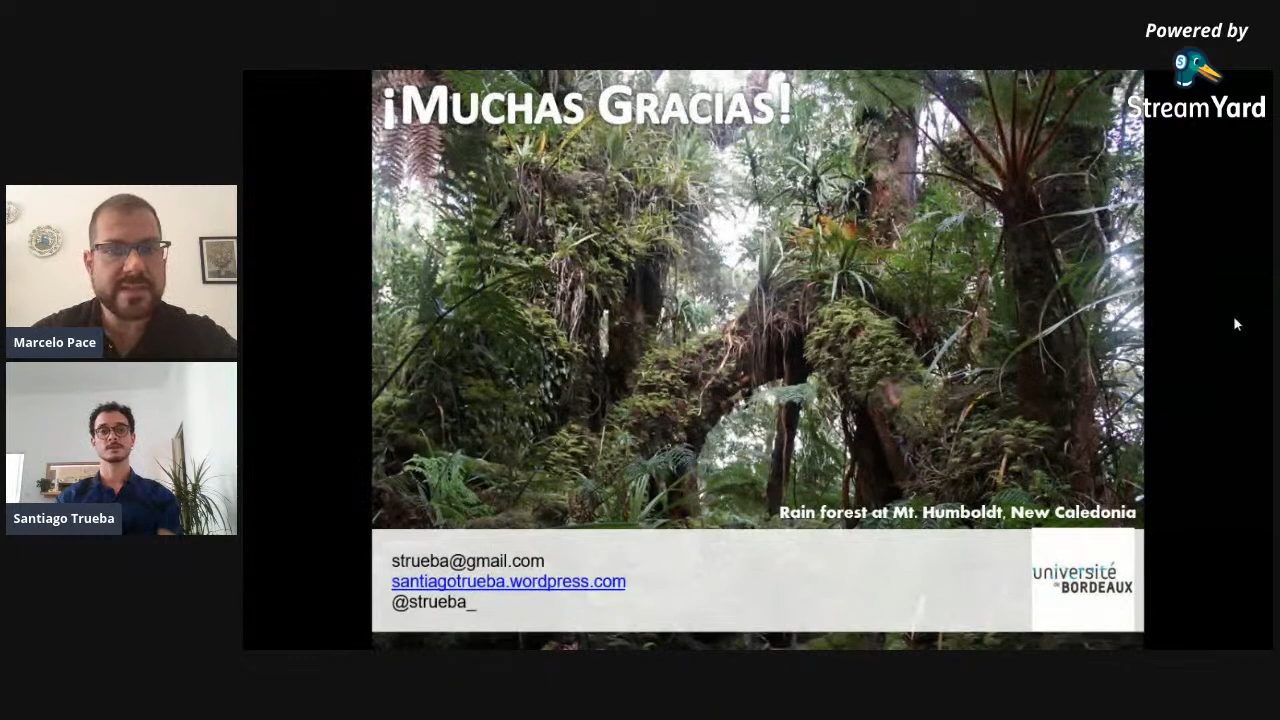 Powered by
StreamYard
¡MUCHAS GRACIAS!
Marcelo Pace
Santiago Trueba
Rain forest at Mt. Humboldt, New Caledonia
strueba@gmail.com
santiagotrueba.wordpress.com
@strueba_
université
de BORDEAUX